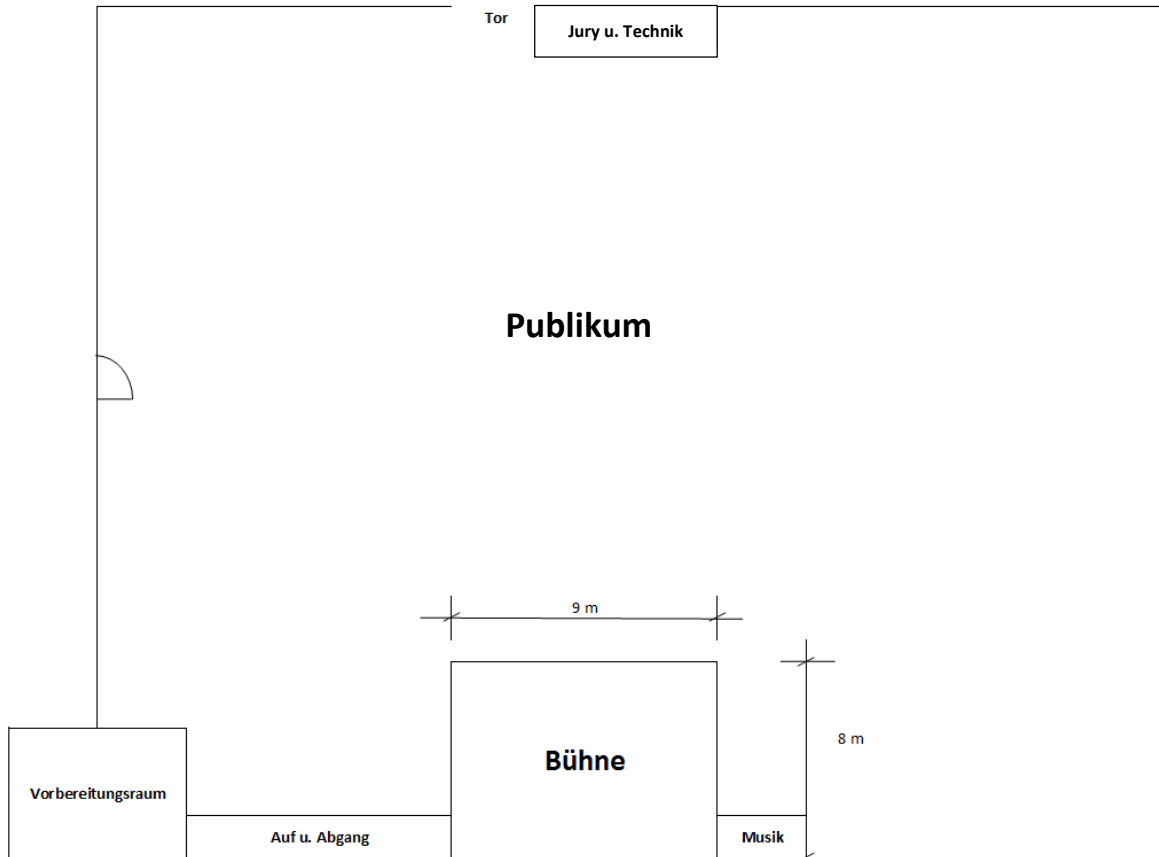 Tor
Jury u. Technik
Publikum
9 m
8 m
Bühne
Vorbereitungsraum
Auf u. Abgang
Musik